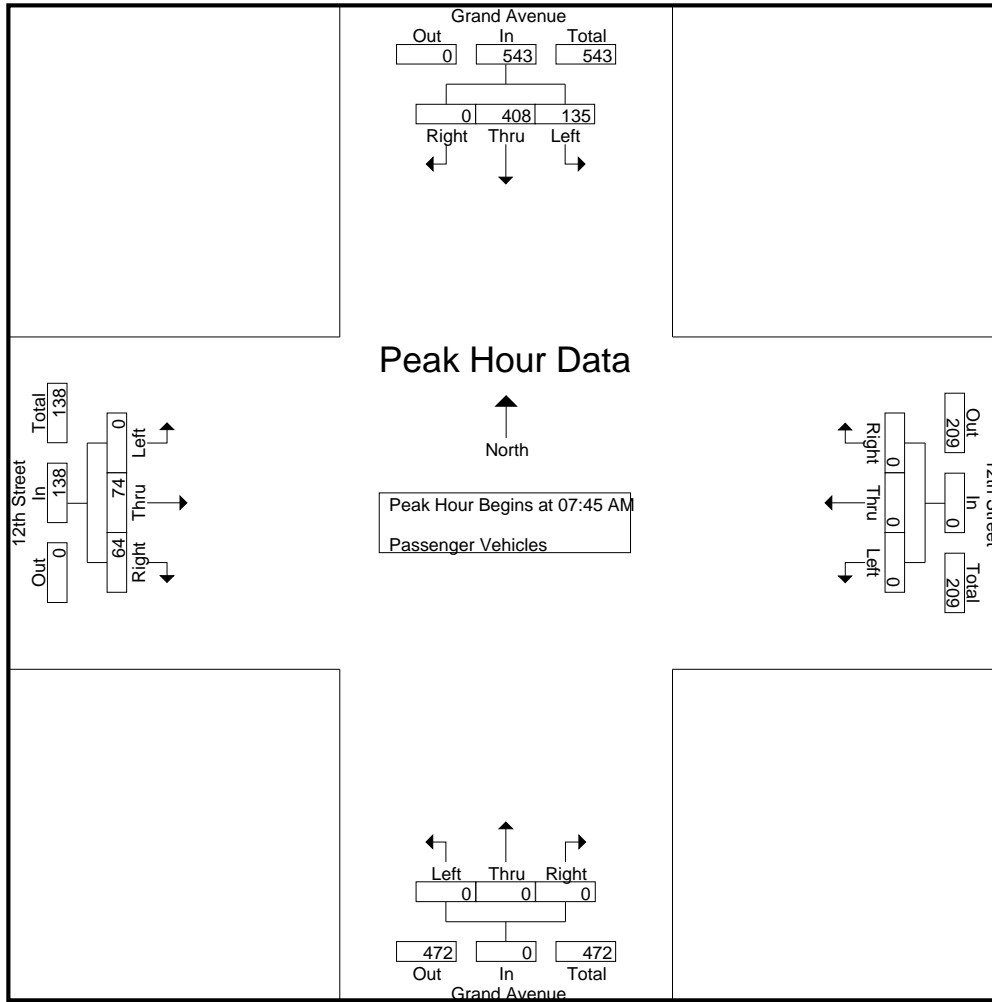 Grand Avenue
Out In Total
0 543 543
0 408 135
Right Thru Left
Peak Hour Data
North
Peak Hour Begins at 07:45 AM
Passenger Vehicles
12th Street
Total In Out
138 138 0
0 74 64
Left Thru Right
Right Thru Left
0 0 0
Out In Total
209 0 209
12th Street
Left Thru Right
0 0 0
472 0 472
Out In Total
Grand Avenue